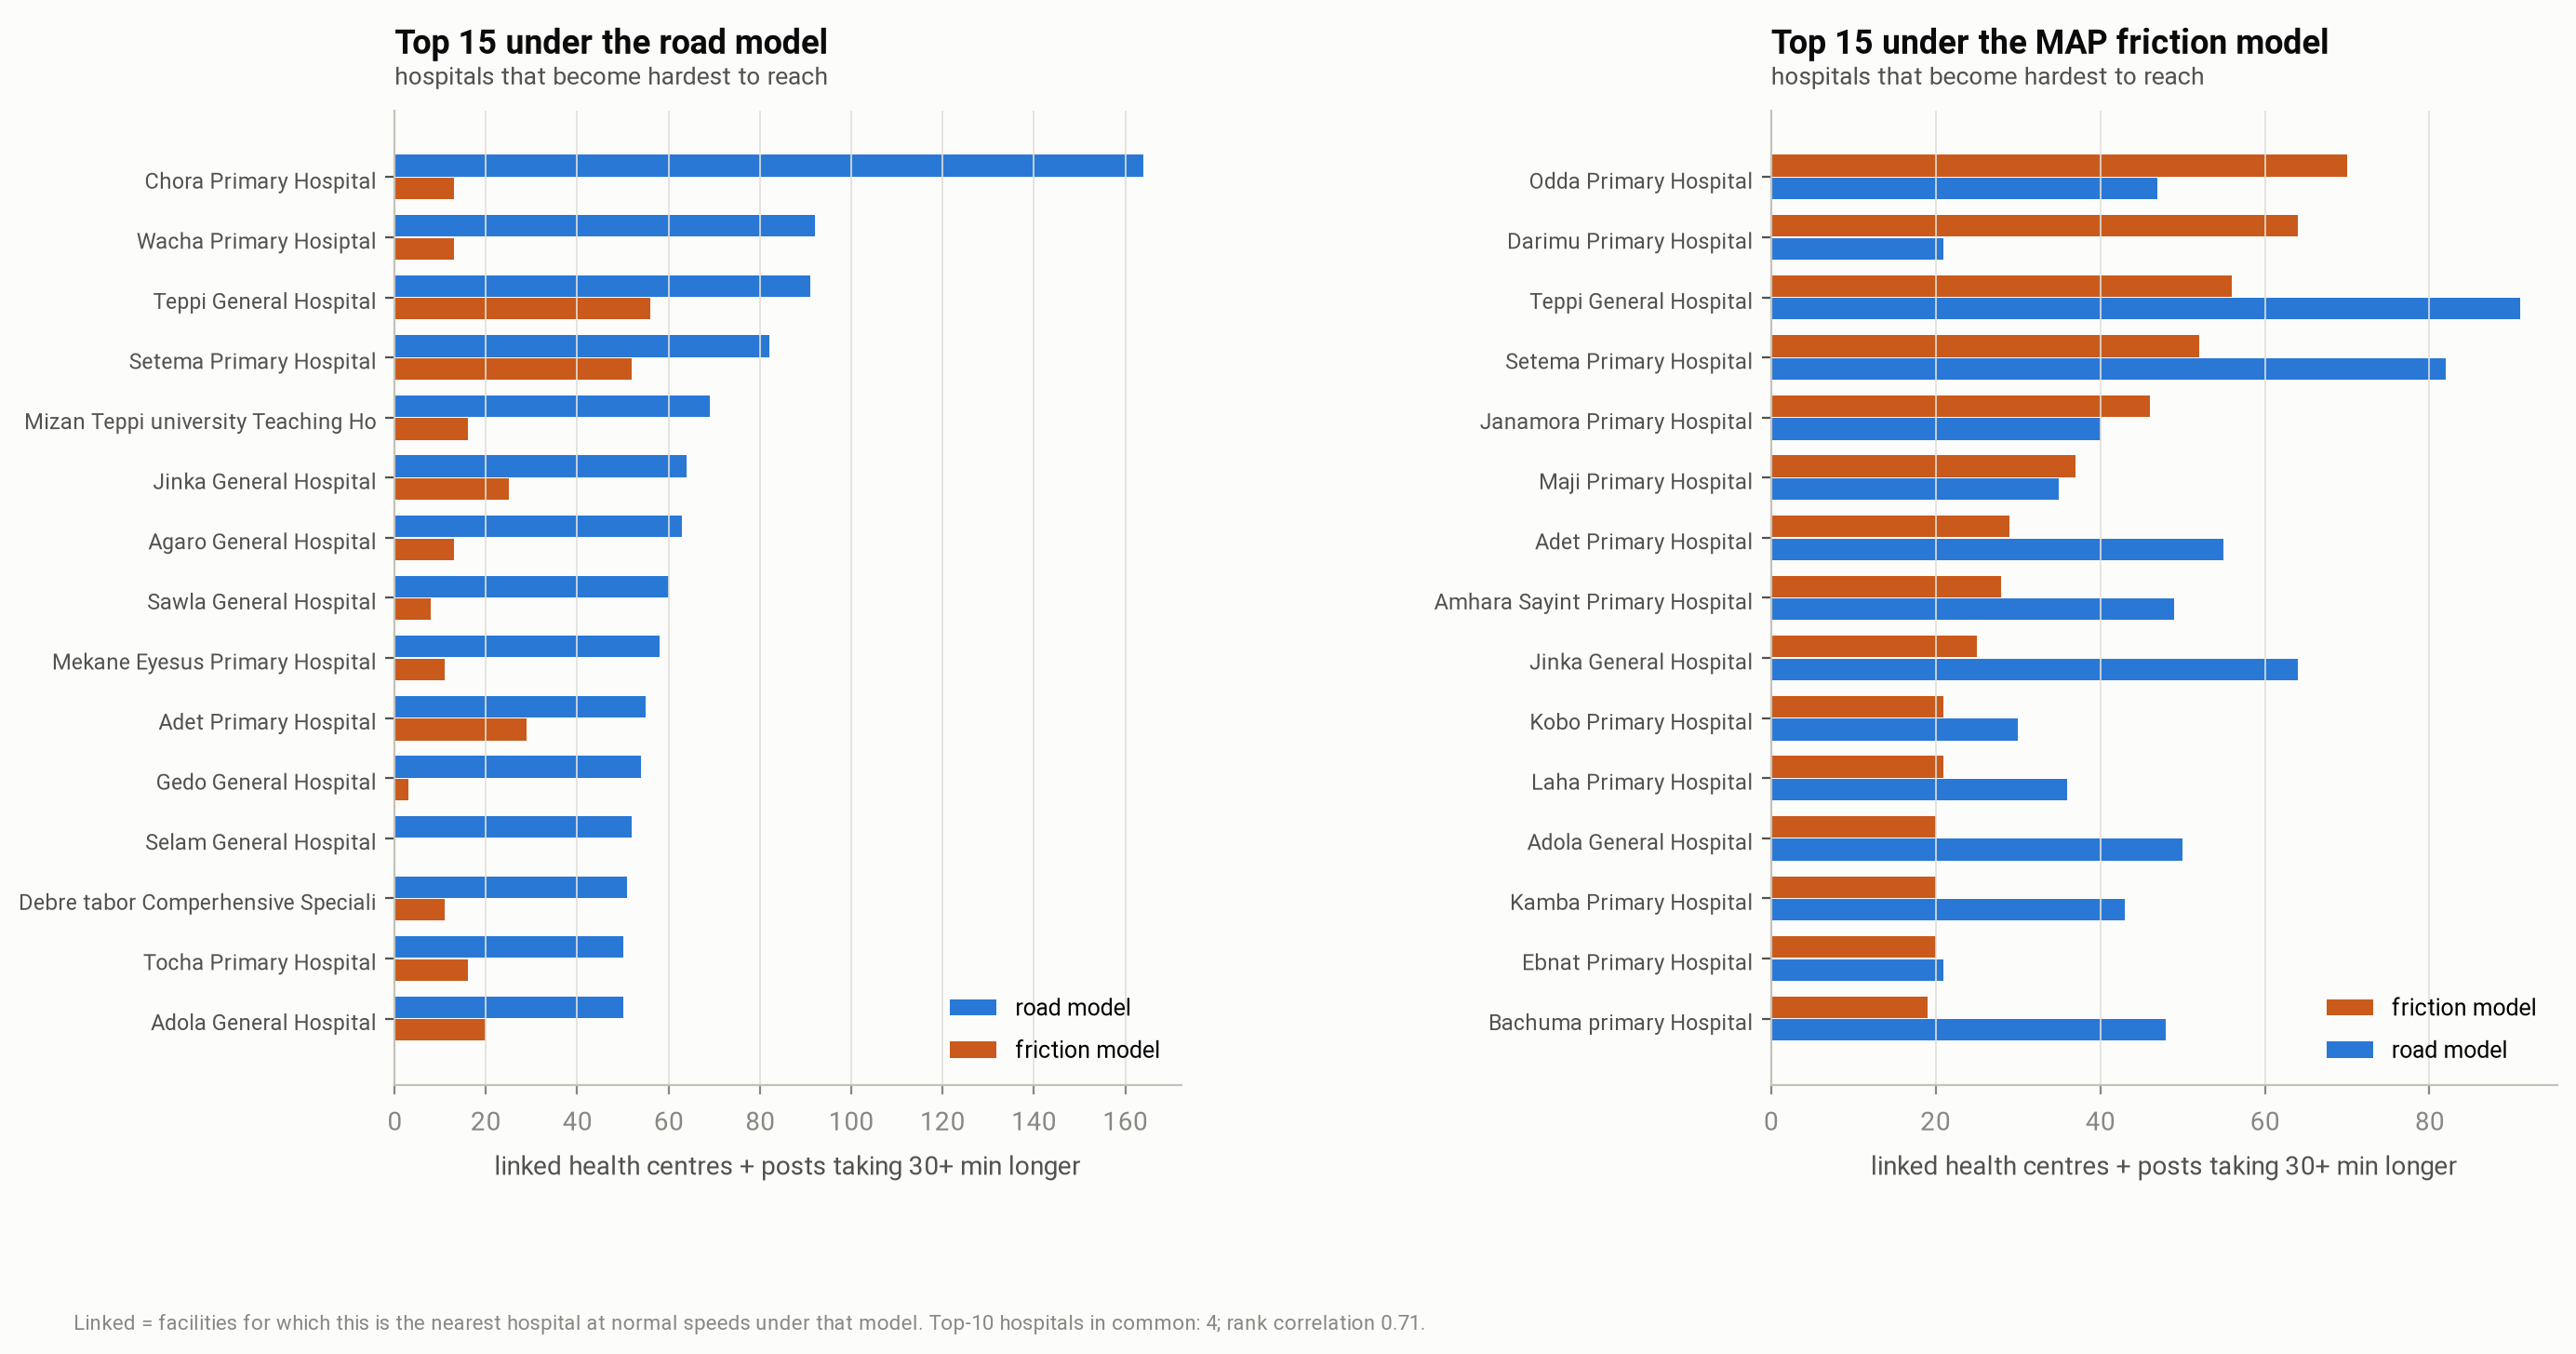 Top 15 under the road model
hospitals that become hardest to reach
Chora Primary Hospital
Wacha Primary Hosiptal
Teppi General Hospital
Setema Primary Hospital
Mizan Teppi university Teaching Ho
Jinka General Hospital
Agaro General Hospital
Sawla General Hospital
Mekane Eyesus Primary Hospital
Adet Primary Hospital
Gedo General Hospital
Selam General Hospital
Debre tabor Comperhensive Speciali
Tocha Primary Hospital
Adola General Hospital
road model
friction model
0 20 40 60 80 100 120 140 160
linked health centres + posts taking 30+ min longer
Top 15 under the MAP friction model
hospitals that become hardest to reach
Odda Primary Hospital
Darimu Primary Hospital
Teppi General Hospital
Setema Primary Hospital
Janamora Primary Hospital
Maji Primary Hospital
Adet Primary Hospital
Amhara Sayint Primary Hospital
Jinka General Hospital
Kobo Primary Hospital
Laha Primary Hospital
Adola General Hospital
Kamba Primary Hospital
Ebnat Primary Hospital
Bachuma primary Hospital
friction model
road model
0 20 40 60 80
linked health centres + posts taking 30+ min longer
Linked = facilities for which this is the nearest hospital at normal speeds under that model. Top-10 hospitals in common: 4; rank correlation 0.71.